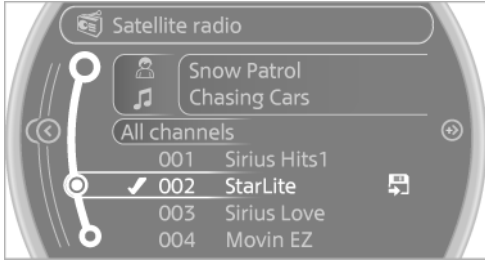 Satellite radio
Snow Patrol
Chasing Cars
All channels
001 Sirius Hits1
002 StarLite
003 Sirius Love
004 Movin EZ